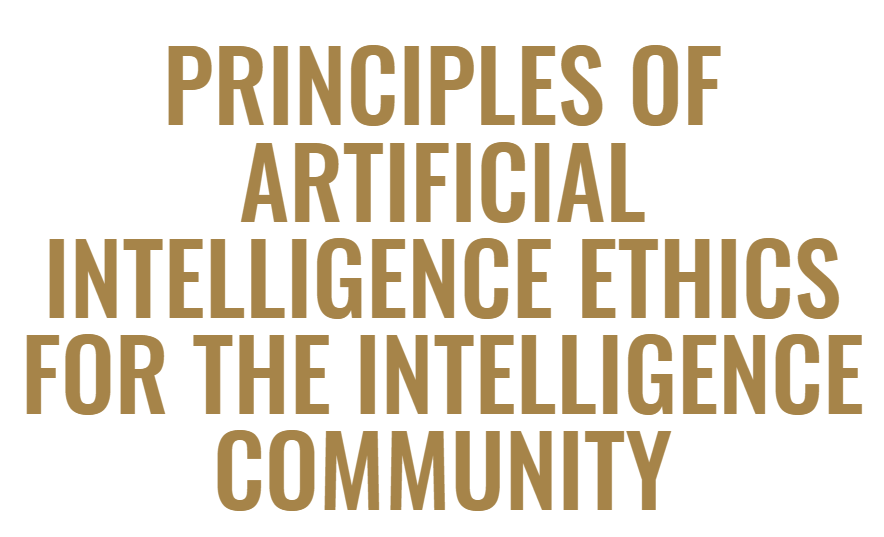 PRINCIPLES OF
ARTIFICIAL
INTELLIGENCE ETHICS
FOR THE INTELLIGENCE
COMMUNITY